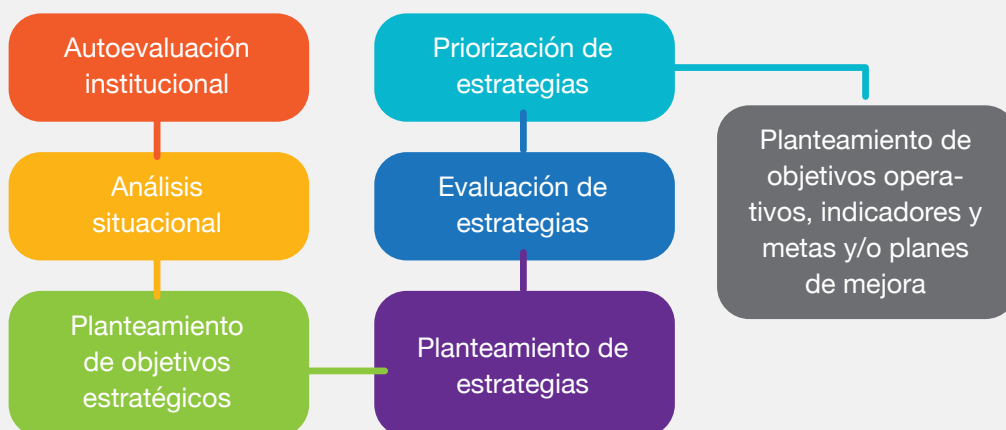 Autoevaluación
institucional
Análisis
situacional
Planteamiento
de objetivos
estratégicos
Planteamiento de
estrategias
Evaluación de
estrategias
Priorización de
estrategias
Planteamiento de
objetivos opera-
tivos, indicadores y
metas y/o planes
de mejora